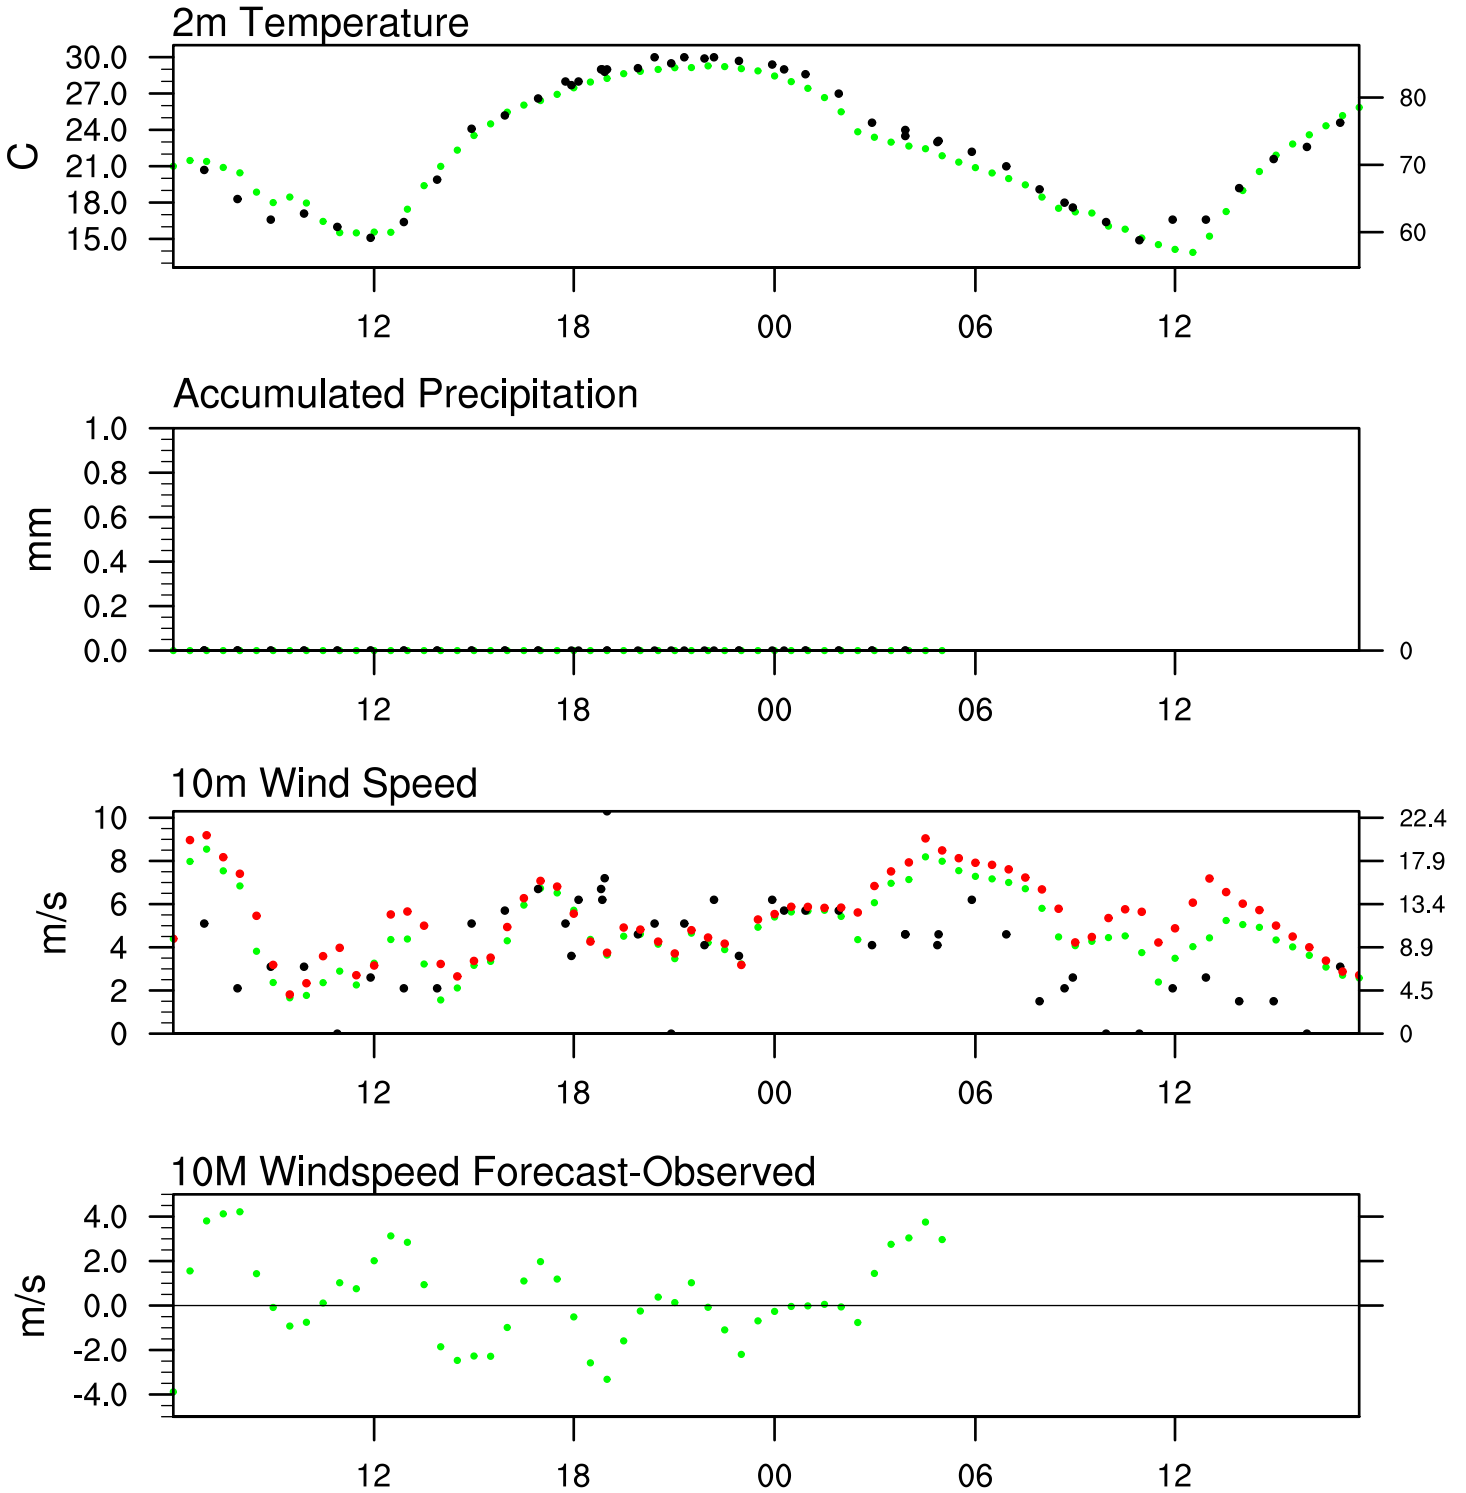 2m Temperature
30.0
27.0
24.0
21.0
18.0
15.0
C
80
70
60
12 18 00 06 12
Accumulated Precipitation
1.0
0.8
0.6
0.4
0.2
0.0
mm
0
12 18 00 06 12
10m Wind Speed
10
8
6
4
2
0
m/s
22.4
17.9
13.4
8.9
4.5
0
12 18 00 06 12
10M Windspeed Forecast-Observed
4.0
2.0
0.0
-2.0
-4.0
m/s
12 18 00 06 12